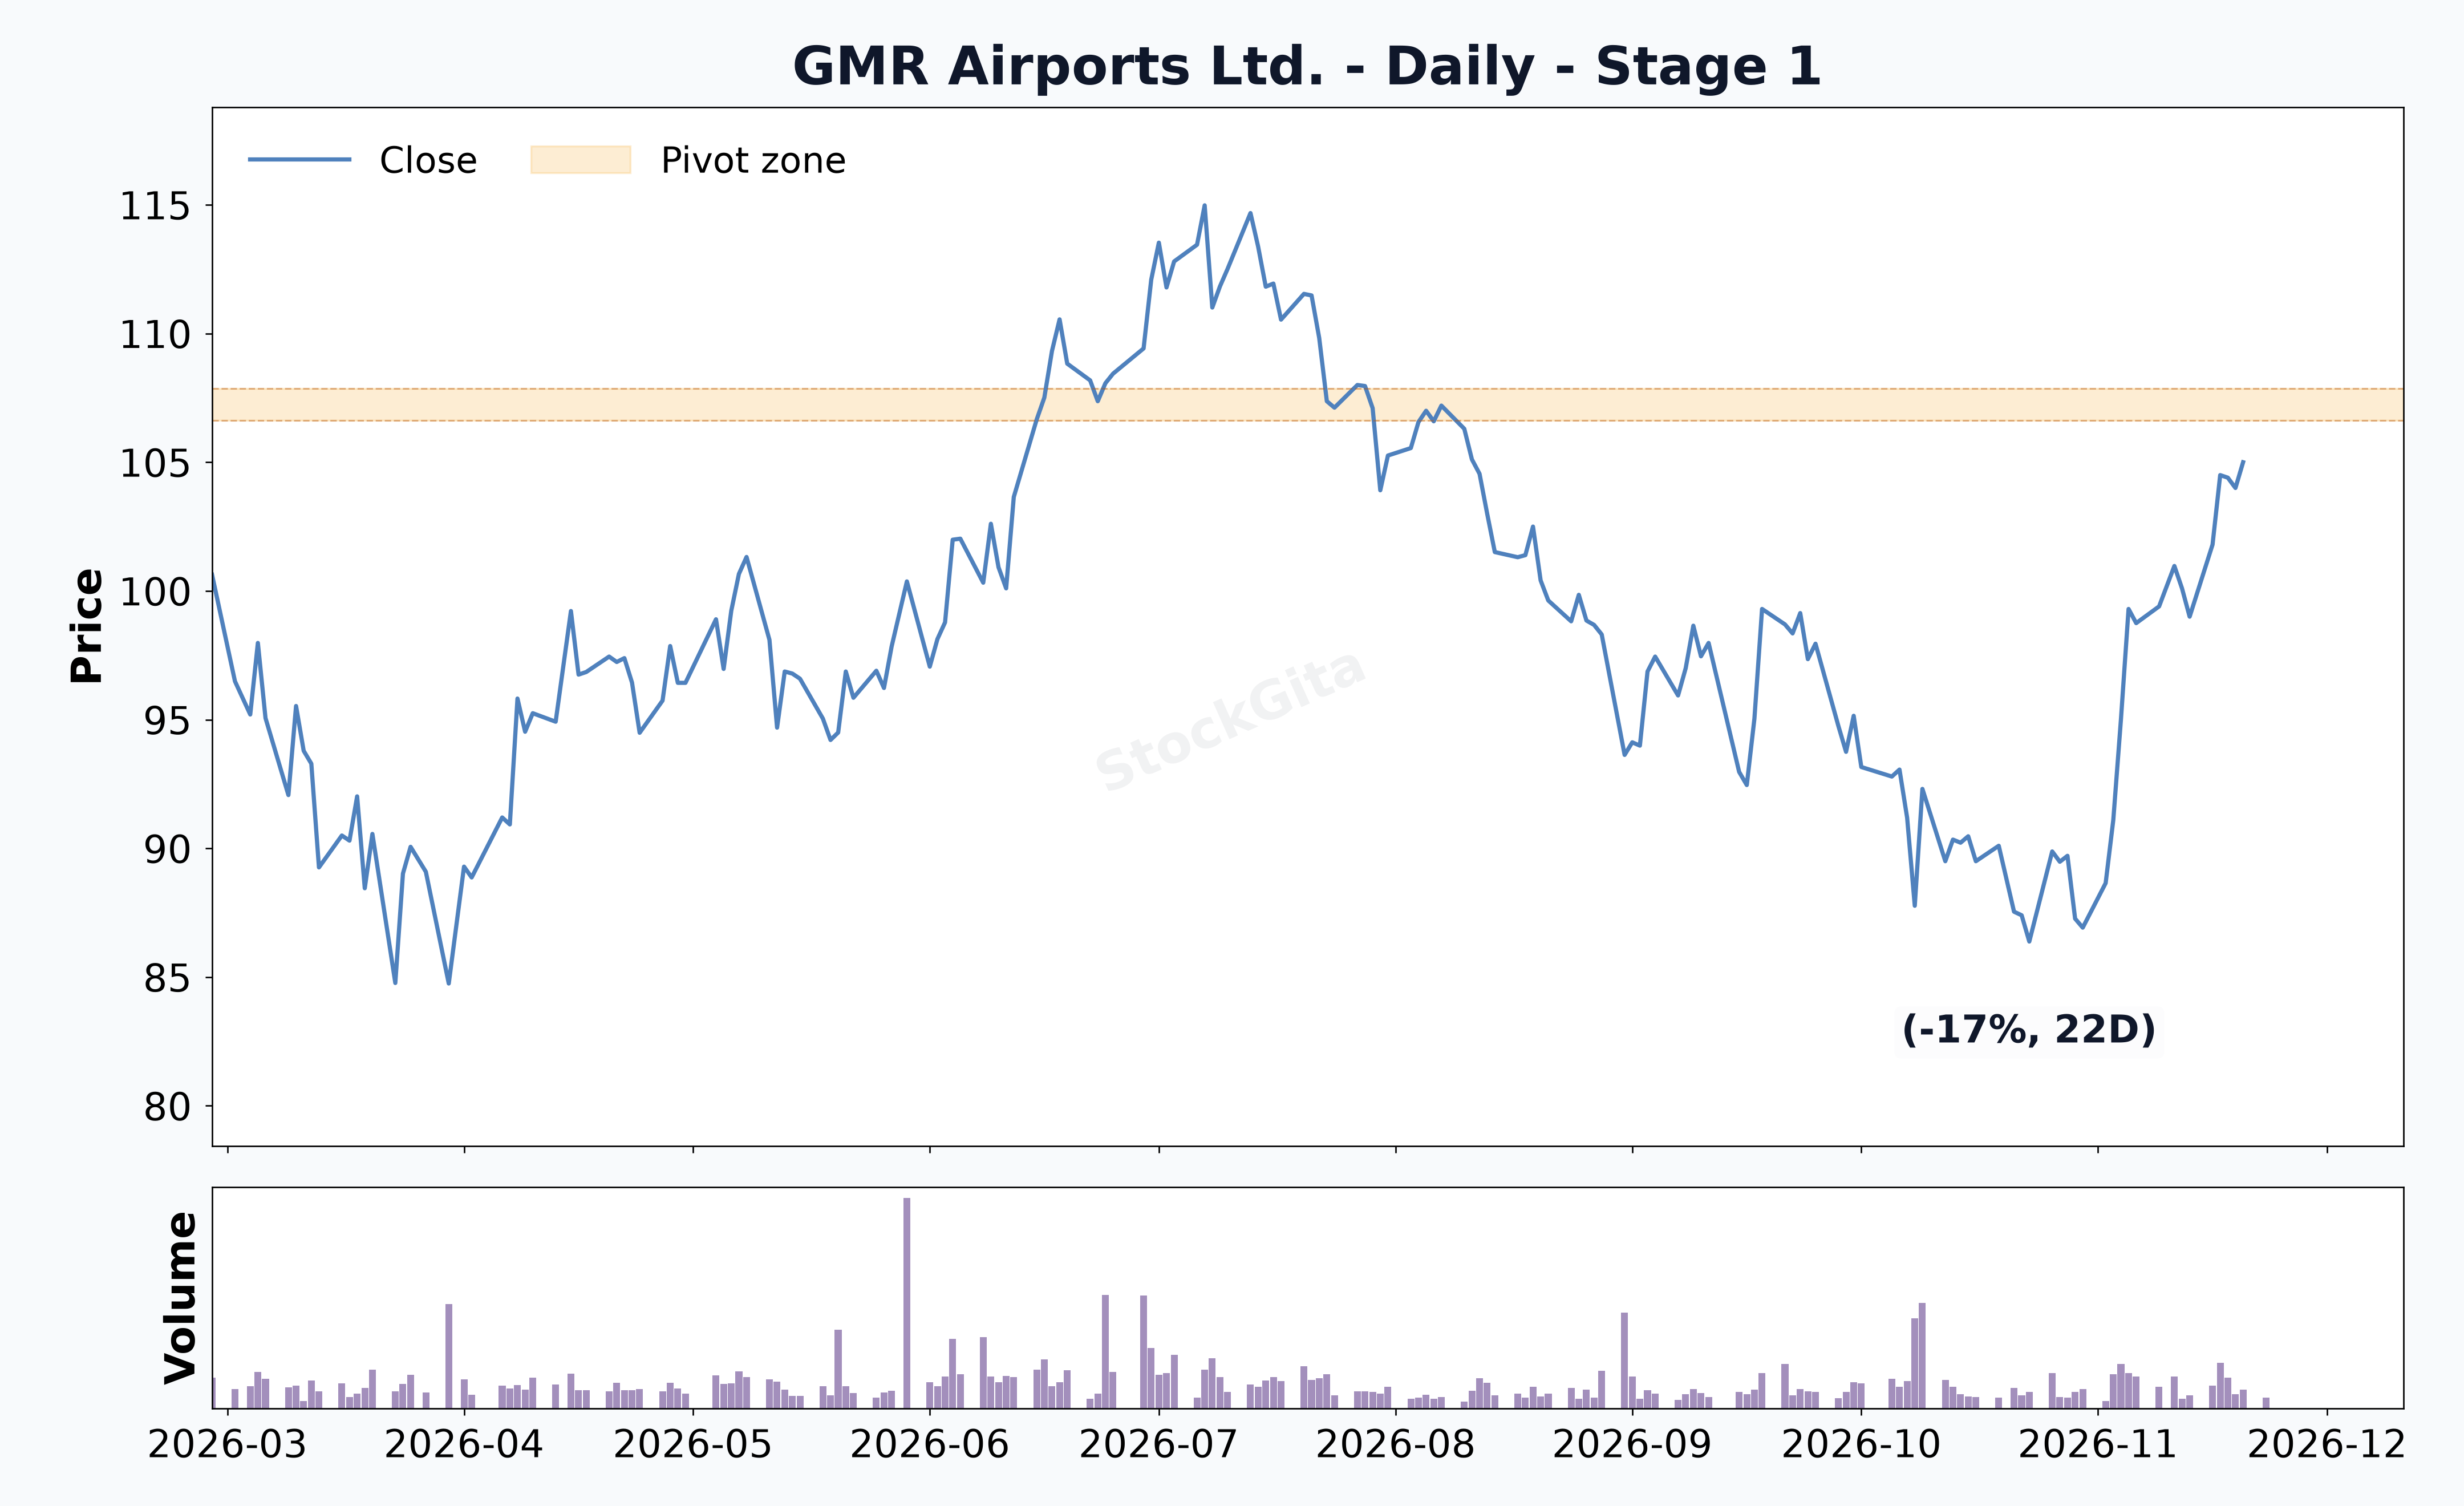 GMR Airports Ltd. - Daily - Stage 1
Close
Pivot zone
Price
115
110
105
100
95
90
85
80
StockGita
(-17%, 22D)
Volume
2026-03
2026-04
2026-05
2026-06
2026-07
2026-08
2026-09
2026-10
2026-11
2026-12